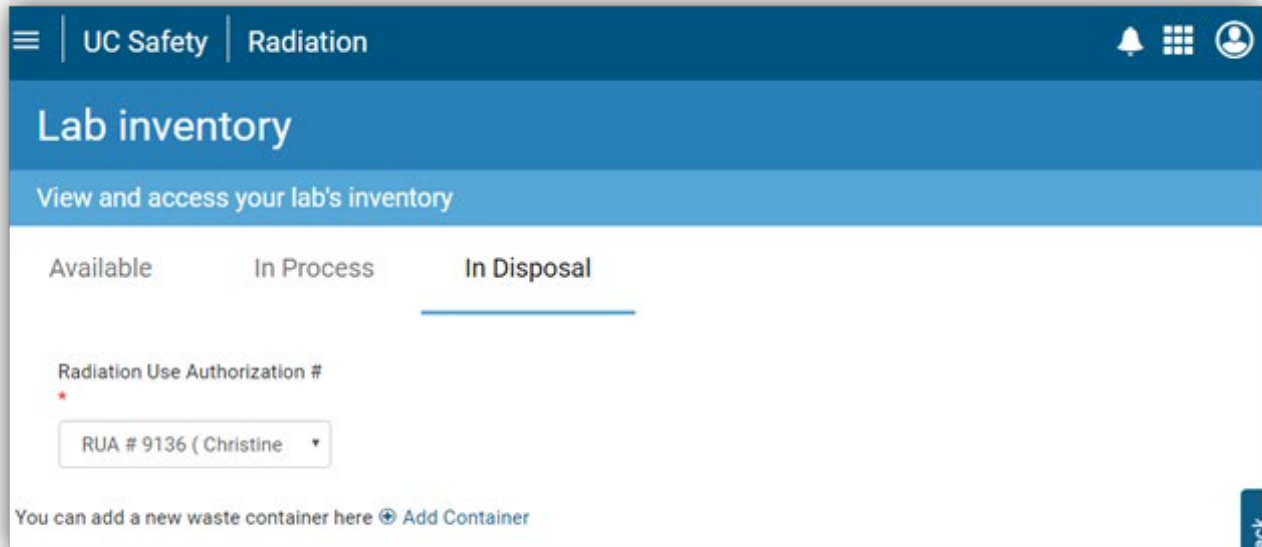 UC Safety Radiation
Lab inventory
View and access your lab's inventory
Available In Process In Disposal
Radiation Use Authorization #
*
RUA # 9136 ( Christine
You can add a new waste container here Add Container